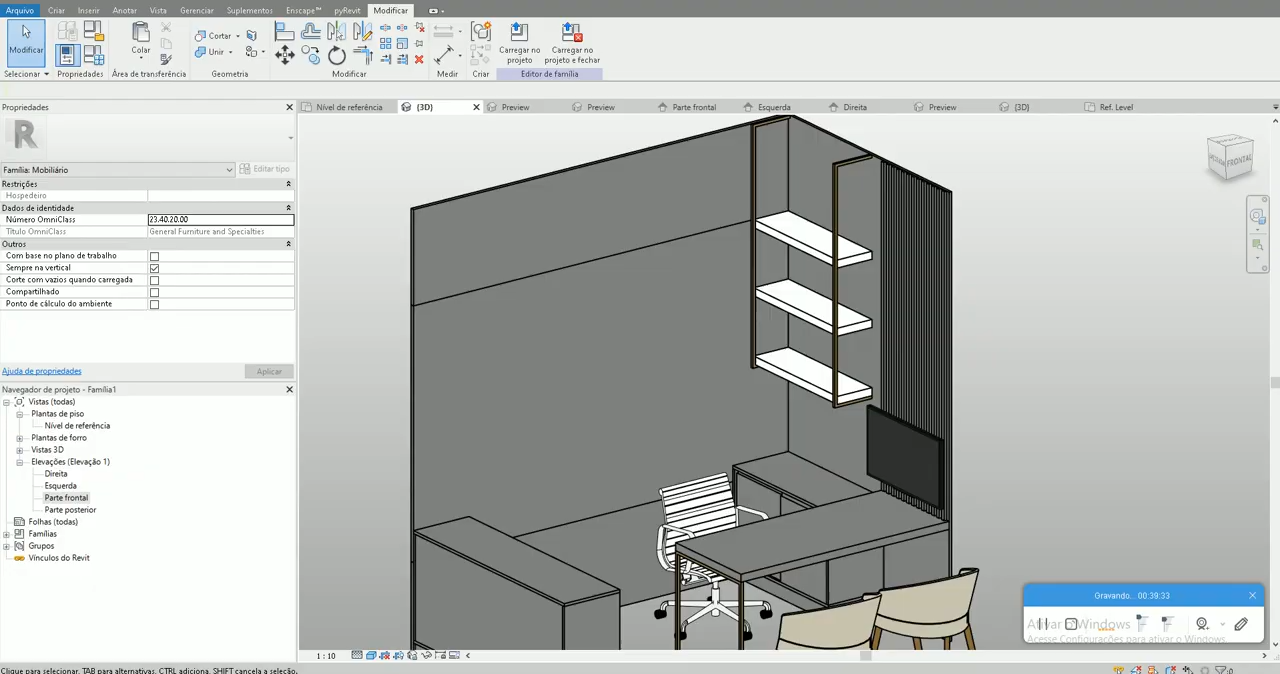 Arquivo Criar Inserir Anotar Vista Gerenciar Suplementos Enscape™ pyRevit Modificar
Modificar
Colar
Cortar
Unir
Carregar no
projeto
Carregar no
projeto e fechar
Selecionar Propriedades Área de transferência Geometria Modificar Medir Criar Editor de família
Propriedades
Nível de referência {3D} Preview Preview Parte frontal Esquerda Direita Preview {3D} Ref. Level
R
Família: Mobiliário
Editar tipo
Restrições
Hospedeiro
Dados de identidade
Número OmniClass 23.40.20.00
Título OmniClass General Furniture and Specialties
Outros
Com base no plano de trabalho
Sempre na vertical
Corte com vazios quando carregada
Compartilhado
Ponto de cálculo do ambiente
Ajuda de propriedades
Aplicar
Navegador de projeto - Família1
Vistas (todas)
Plantas de piso
Nível de referência
Plantas de forro
Vistas 3D
Elevações (Elevação 1)
Direita
Esquerda
Parte frontal
Parte posterior
Folhas (todas)
Famílias
Grupos
Vínculos do Revit
FRONTAL
Gravando... 00:39:33
Ativar o Windows
Acesse Configurações para ativar o Windows.
1 : 10
Clique para selecionar, TAB para alternativas, CTRL adiciona, SHIFT cancela a seleção.
:0